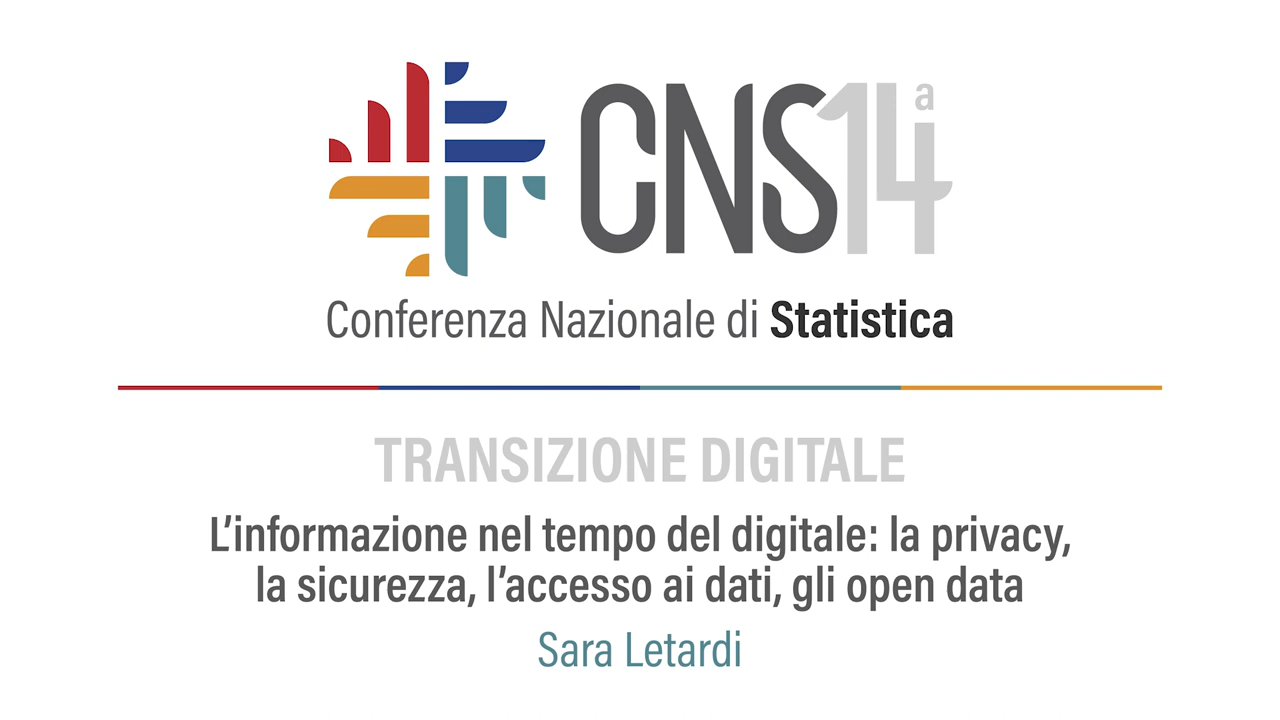 CNS14ª
Conferenza Nazionale di Statistica
TRANSIZIONE DIGITALE
L’informazione nel tempo del digitale: la privacy,
la sicurezza, l’accesso ai dati, gli open data
Sara Letardi